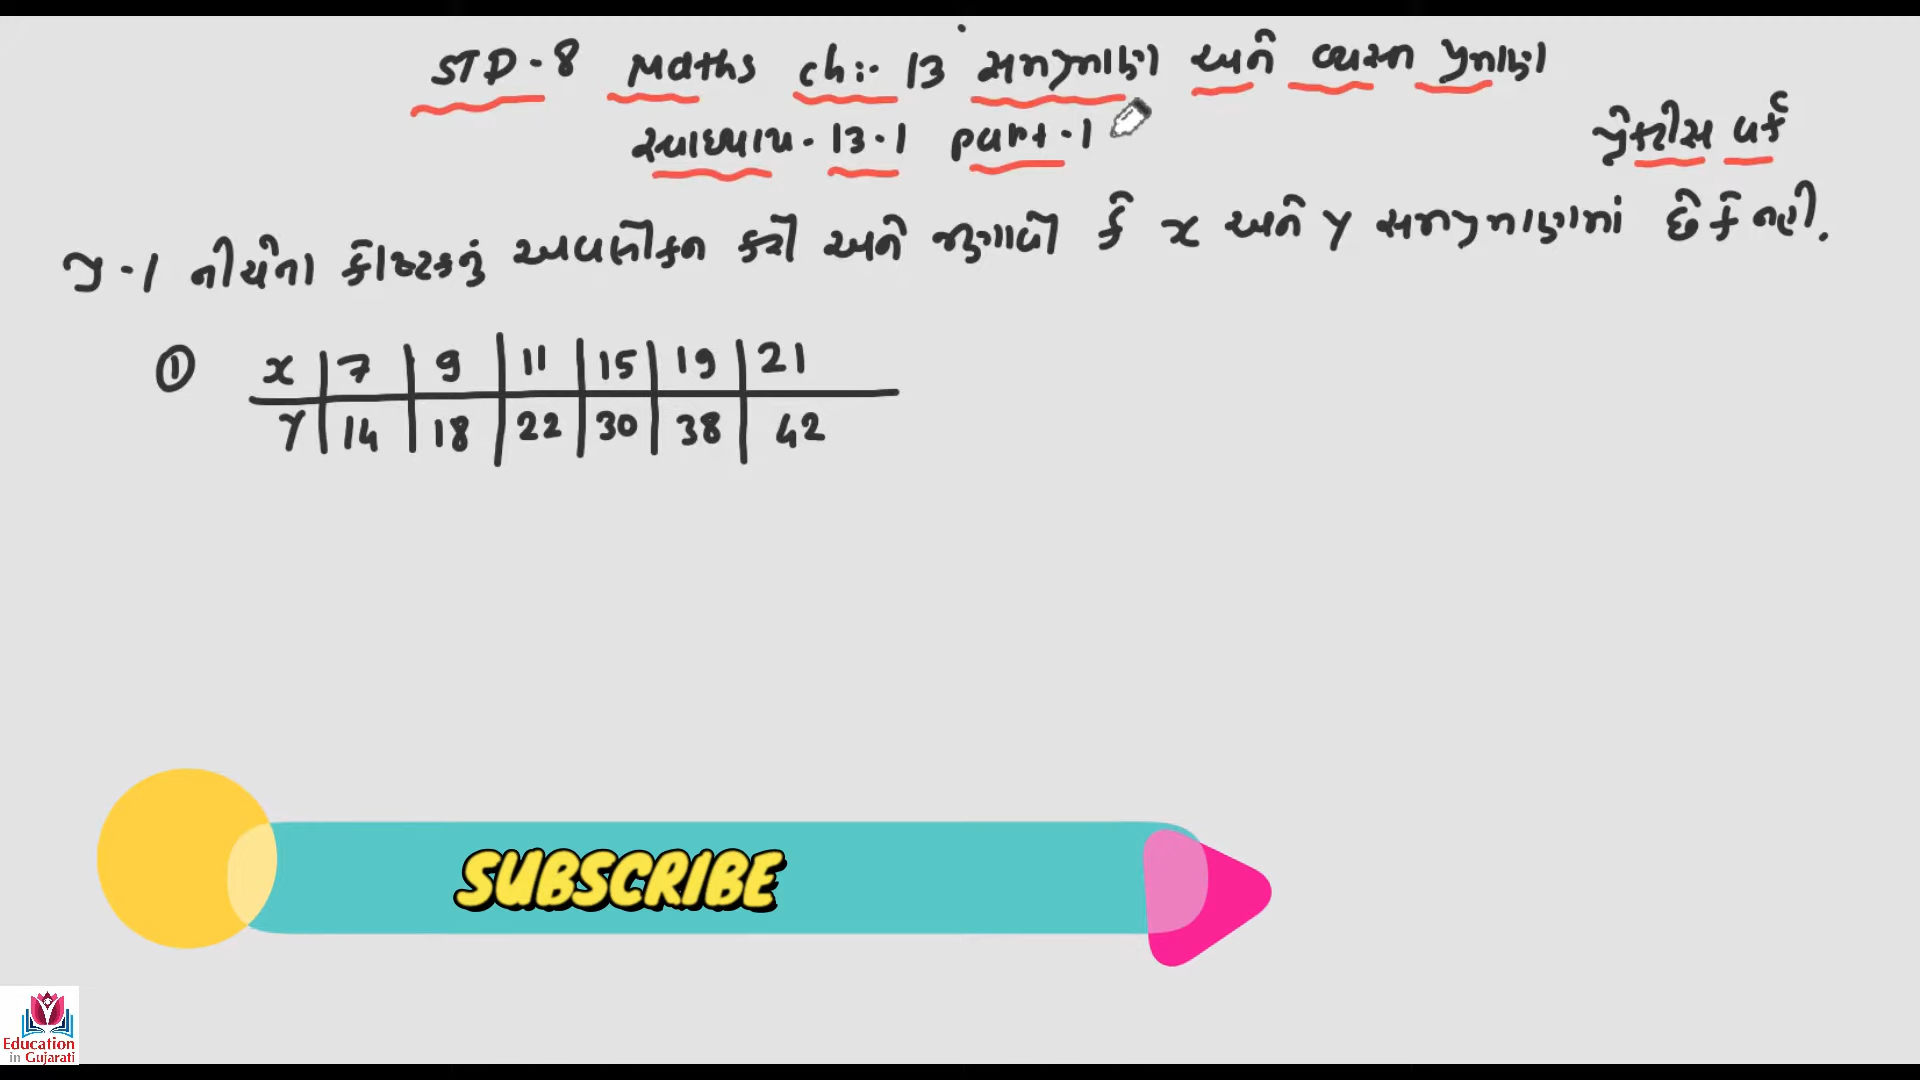 STD-8 Maths ch:- 13 સમપ્રમાણ અને વ્યસ્ત પ્રમાણ
સ્વાધ્યાય-13.1 part-1
પ્રેક્ટીસ વર્ક
પ્ર-1 નીચેના કોષ્ટકનું અવલોકન કરો અને જણાવો કે x અને y સમપ્રમાણમાં છે કે નહી.
① x 7 9 11 15 19 21
y 14 18 22 30 38 42
SUBSCRIBE
Education
in Gujarati